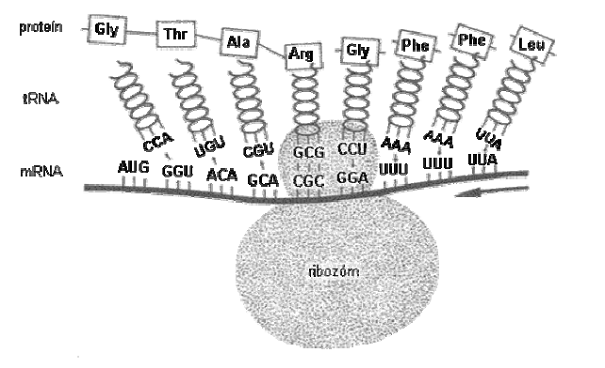 proteín
Gly Thr Ala Arg Gly Phe Phe Leu
tRNA
CCA UGU CGU GCG CCU AAA AAA UUA
mRNA
AUG GGU ACA GCA CGC GGA UUU UUU UUA
ribozóm